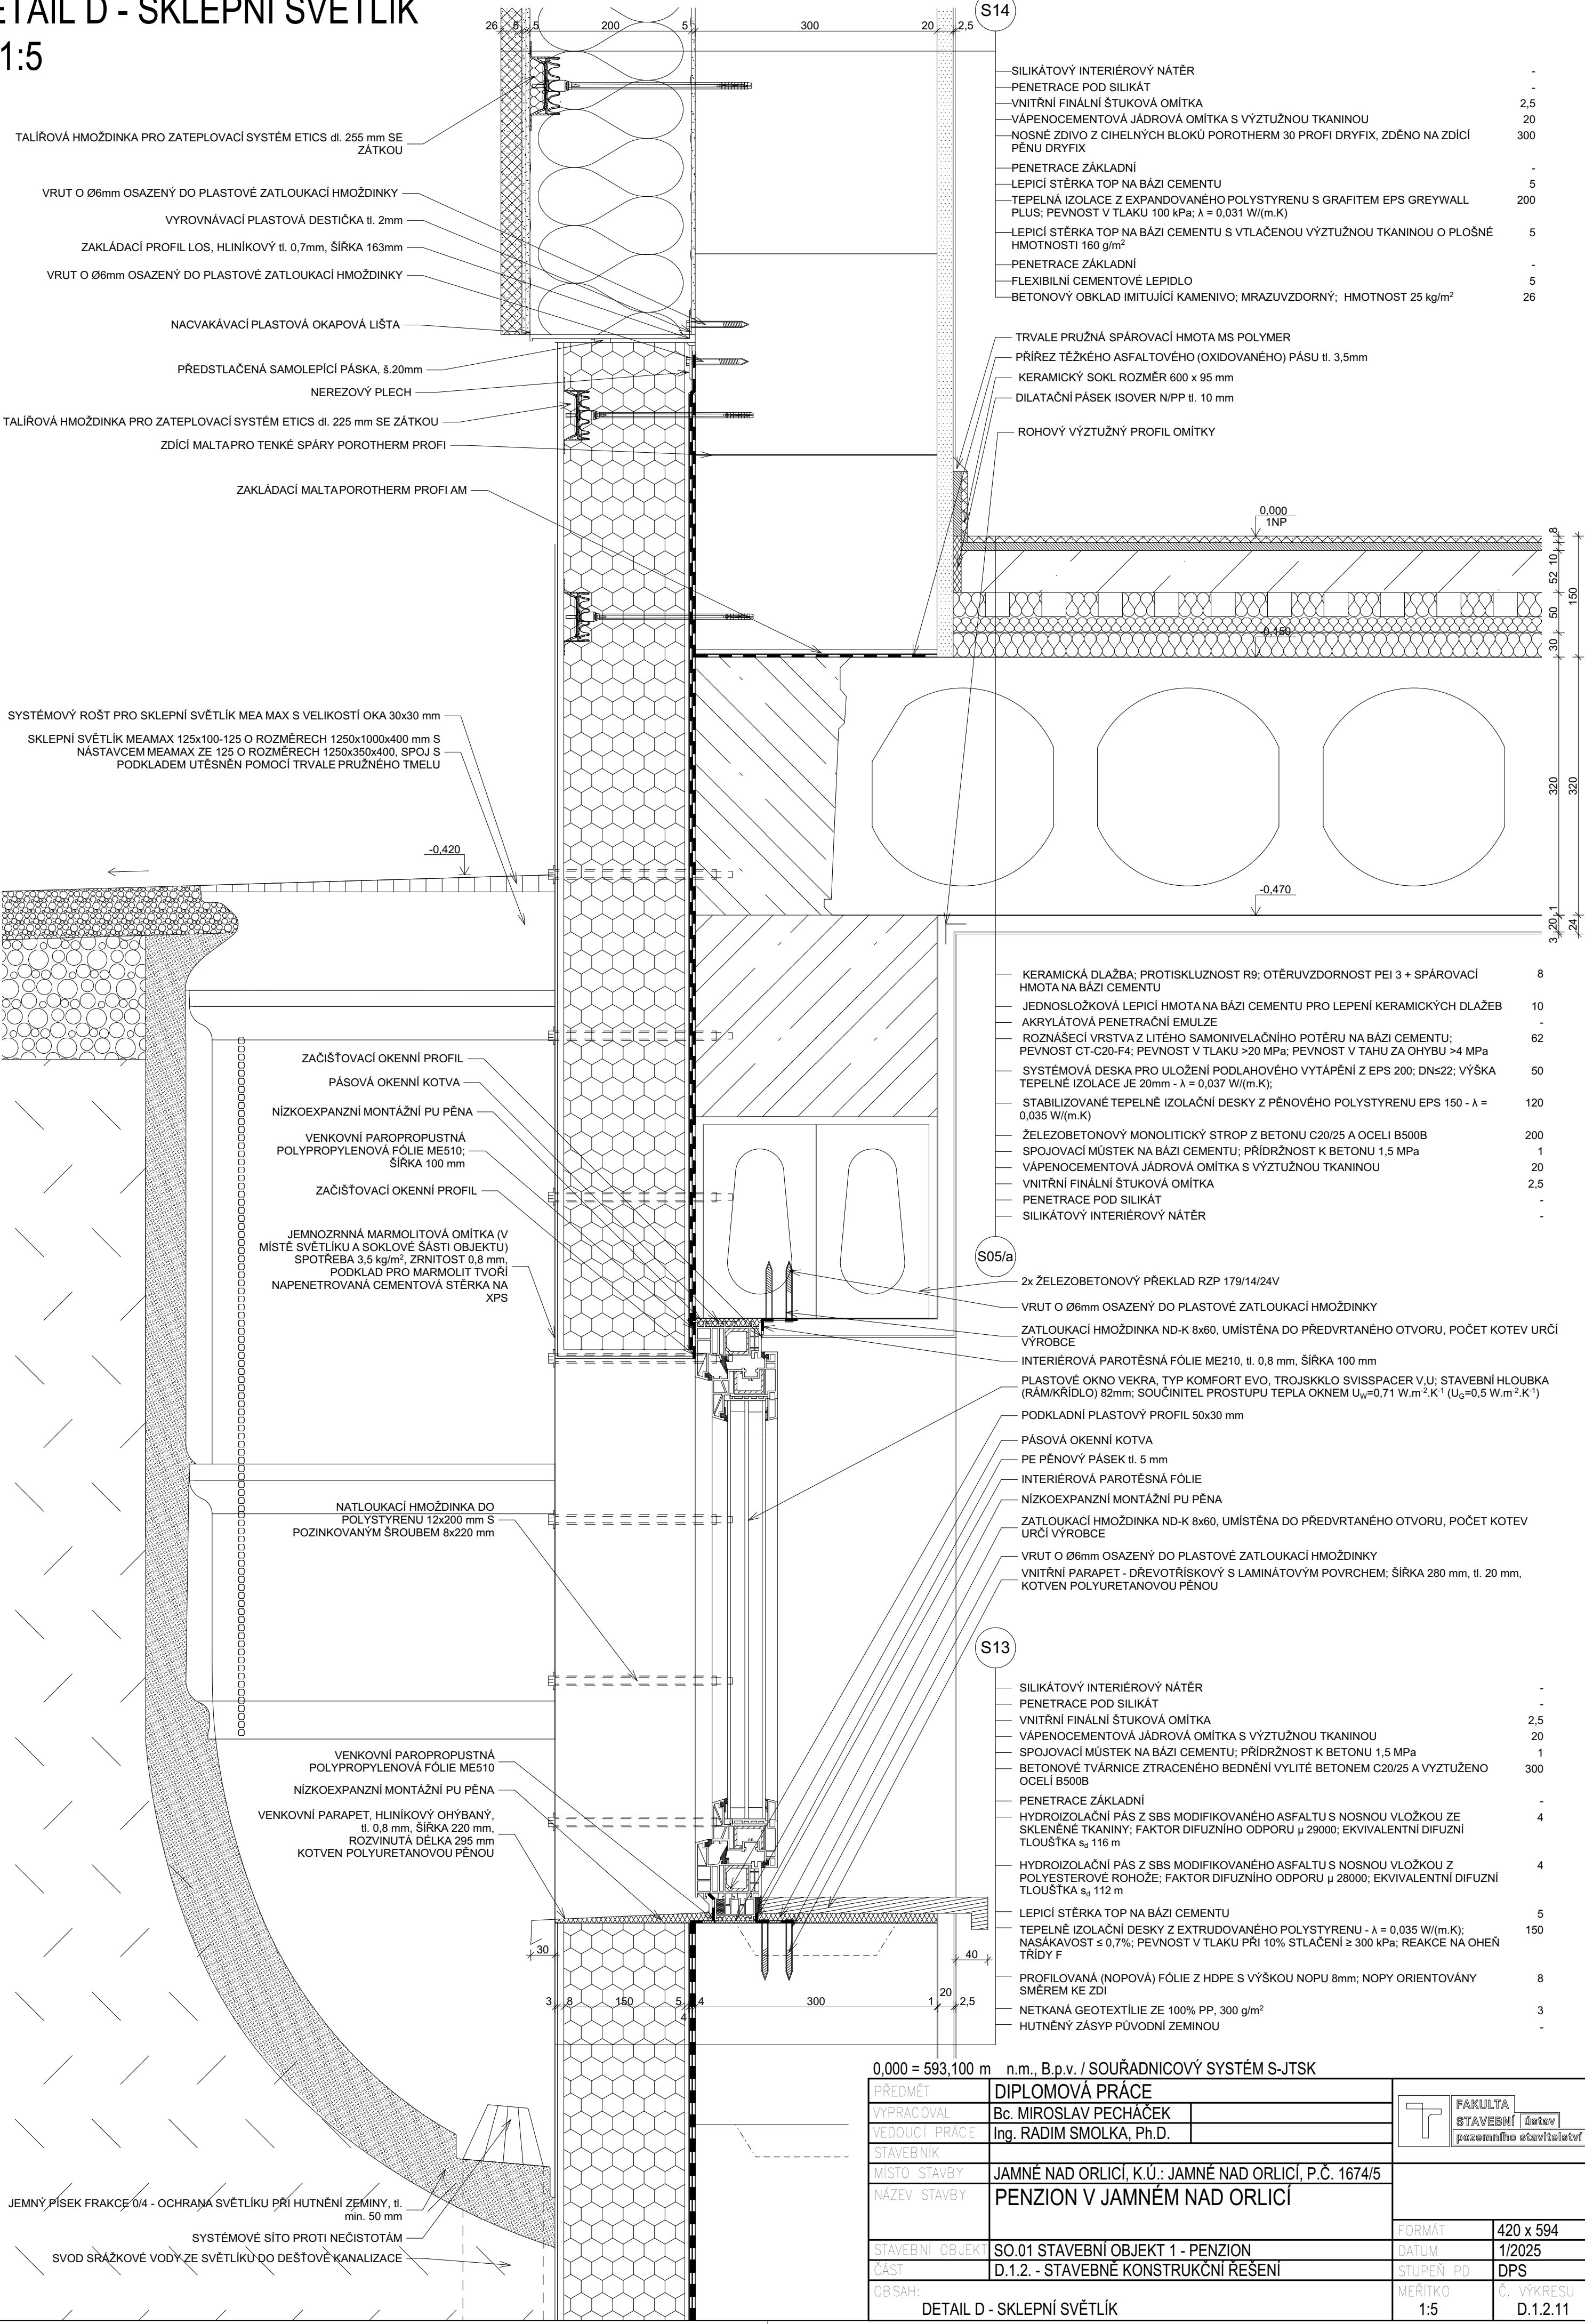 ETAIL D - SKLEPNÍ SVĚTLÍK
1:5
26
5
5
200
5
300
20
2,5
S14
SILIKÁTOVÝ INTERIÉROVÝ NÁTĚR -
PENETRACE POD SILIKÁT -
VNITŘNÍ FINÁLNÍ ŠTUKOVÁ OMÍTKA 2,5
VÁPENOCEMENTOVÁ JÁDROVÁ OMÍTKA S VÝZTUŽNOU TKANINOU 20
NOSNÉ ZDIVO Z CIHELNÝCH BLOKŮ POROTHERM 30 PROFI DRYFIX, ZDĚNO NA ZDÍCÍ 300
PĚNU DRYFIX
PENETRACE ZÁKLADNÍ -
LEPICÍ STĚRKA TOP NA BÁZI CEMENTU 5
TEPELNÁ IZOLACE Z EXPANDOVANÉHO POLYSTYRENU S GRAFITEM EPS GREYWALL 200
PLUS; PEVNOST V TLAKU 100 kPa; λ = 0,031 W/(m.K)
LEPICÍ STĚRKA TOP NA BÁZI CEMENTU S VTLAČENOU VÝZTUŽNOU TKANINOU O PLOŠNÉ 5
HMOTNOSTI 160 g/m²
PENETRACE ZÁKLADNÍ -
FLEXIBILNÍ CEMENTOVÉ LEPIDLO 5
BETONOVÝ OBKLAD IMITUJÍCÍ KAMENIVO; MRAZUVZDORNÝ; HMOTNOST 25 kg/m² 26
TALÍŘOVÁ HMOŽDINKA PRO ZATEPLOVACÍ SYSTÉM ETICS dl. 255 mm SE
ZÁTKOU
VRUT O Ø6mm OSAZENÝ DO PLASTOVÉ ZATLOUKACÍ HMOŽDINKY
VYROVNÁVACÍ PLASTOVÁ DESTIČKA tl. 2mm
ZAKLÁDACÍ PROFIL LOS, HLINÍKOVÝ tl. 0,7mm, ŠÍŘKA 163mm
VRUT O Ø6mm OSAZENÝ DO PLASTOVÉ ZATLOUKACÍ HMOŽDINKY
NACVAKÁVACÍ PLASTOVÁ OKAPOVÁ LIŠTA
PŘEDSTLAČENÁ SAMOLEPÍCÍ PÁSKA, š.20mm
NEREZOVÝ PLECH
TALÍŘOVÁ HMOŽDINKA PRO ZATEPLOVACÍ SYSTÉM ETICS dl. 225 mm SE ZÁTKOU
ZDÍCÍ MALTA PRO TENKÉ SPÁRY POROTHERM PROFI
ZAKLÁDACÍ MALTA POROTHERM PROFI AM
TRVALE PRUŽNÁ SPÁROVACÍ HMOTA MS POLYMER
PŘÍŘEZ TĚŽKÉHO ASFALTOVÉHO (OXIDOVANÉHO) PÁSU tl. 3,5mm
KERAMICKÝ SOKL ROZMĚR 600 x 95 mm
DILATAČNÍ PÁSEK ISOVER N/PP tl. 10 mm
ROHOVÝ VÝZTUŽNÝ PROFIL OMÍTKY
0,000
1NP
-0,150
8
10
52
50
30
150
320
320
SYSTÉMOVÝ ROŠT PRO SKLEPNÍ SVĚTLÍK MEA MAX S VELIKOSTÍ OKA 30x30 mm
SKLEPNÍ SVĚTLÍK MEAMAX 125x100-125 O ROZMĚRECH 1250x1000x400 mm S
NÁSTAVCEM MEAMAX ZE 125 O ROZMĚRECH 1250x350x400, SPOJ S
PODKLADEM UTĚSNĚN POMOCÍ TRVALE PRUŽNÉHO TMELU
-0,420
-0,470
1
20
3
24
KERAMICKÁ DLAŽBA; PROTISKLUZNOST R9; OTĚRUVZDORNOST PEI 3 + SPÁROVACÍ 8
HMOTA NA BÁZI CEMENTU
JEDNOSLOŽKOVÁ LEPICÍ HMOTA NA BÁZI CEMENTU PRO LEPENÍ KERAMICKÝCH DLAŽEB 10
AKRYLÁTOVÁ PENETRAČNÍ EMULZE -
ROZNÁŠECÍ VRSTVA Z LITÉHO SAMONIVELAČNÍHO POTĚRU NA BÁZI CEMENTU; 62
PEVNOST CT-C20-F4; PEVNOST V TLAKU >20 MPa; PEVNOST V TAHU ZA OHYBU >4 MPa
SYSTÉMOVÁ DESKA PRO ULOŽENÍ PODLAHOVÉHO VYTÁPĚNÍ Z EPS 200; DN≤22; VÝŠKA 50
TEPELNÉ IZOLACE JE 20mm - λ = 0,037 W/(m.K);
STABILIZOVANÉ TEPELNĚ IZOLAČNÍ DESKY Z PĚNOVÉHO POLYSTYRENU EPS 150 - λ = 120
0,035 W/(m.K)
ŽELEZOBETONOVÝ MONOLITICKÝ STROP Z BETONU C20/25 A OCELI B500B 200
SPOJOVACÍ MŮSTEK NA BÁZI CEMENTU; PŘÍDRŽNOST K BETONU 1,5 MPa 1
VÁPENOCEMENTOVÁ JÁDROVÁ OMÍTKA S VÝZTUŽNOU TKANINOU 20
VNITŘNÍ FINÁLNÍ ŠTUKOVÁ OMÍTKA 2,5
PENETRACE POD SILIKÁT -
SILIKÁTOVÝ INTERIÉROVÝ NÁTĚR -
S05/a
ZAČIŠŤOVACÍ OKENNÍ PROFIL
PÁSOVÁ OKENNÍ KOTVA
NÍZKOEXPANZNÍ MONTÁŽNÍ PU PĚNA
VENKOVNÍ PAROPROPUSTNÁ
POLYPROPYLENOVÁ FÓLIE ME510;
ŠÍŘKA 100 mm
ZAČIŠŤOVACÍ OKENNÍ PROFIL
JEMNOZRNNÁ MARMOLITOVÁ OMÍTKA (V
MÍSTĚ SVĚTLÍKU A SOKLOVÉ ŠÁSTI OBJEKTU)
SPOTŘEBA 3,5 kg/m², ZRNITOST 0,8 mm,
PODKLAD PRO MARMOLIT TVOŘÍ
NAPENETROVANÁ CEMENTOVÁ STĚRKA NA
XPS
2x ŽELEZOBETONOVÝ PŘEKLAD RZP 179/14/24V
VRUT O Ø6mm OSAZENÝ DO PLASTOVÉ ZATLOUKACÍ HMOŽDINKY
ZATLOUKACÍ HMOŽDINKA ND-K 8x60, UMÍSTĚNA DO PŘEDVRTANÉHO OTVORU, POČET KOTEV URČÍ
VÝROBCE
INTERIÉROVÁ PAROTĚSNÁ FÓLIE ME210, tl. 0,8 mm, ŠÍŘKA 100 mm
PLASTOVÉ OKNO VEKRA, TYP KOMFORT EVO, TROJSKKLO SVISSPACER V,U; STAVEBNÍ HLOUBKA
(RÁM/KŘÍDLO) 82mm; SOUČINITEL PROSTUPU TEPLA OKNEM U_W=0,71 W.m⁻².K⁻¹ (U_G=0,5 W.m⁻².K⁻¹)
PODKLADNÍ PLASTOVÝ PROFIL 50x30 mm
PÁSOVÁ OKENNÍ KOTVA
PE PĚNOVÝ PÁSEK tl. 5 mm
INTERIÉROVÁ PAROTĚSNÁ FÓLIE
NÍZKOEXPANZNÍ MONTÁŽNÍ PU PĚNA
ZATLOUKACÍ HMOŽDINKA ND-K 8x60, UMÍSTĚNA DO PŘEDVRTANÉHO OTVORU, POČET KOTEV
URČÍ VÝROBCE
VRUT O Ø6mm OSAZENÝ DO PLASTOVÉ ZATLOUKACÍ HMOŽDINKY
VNITŘNÍ PARAPET - DŘEVOTŘÍSKOVÝ S LAMINÁTOVÝM POVRCHEM; ŠÍŘKA 280 mm, tl. 20 mm,
KOTVEN POLYURETANOVOU PĚNOU
NATLOUKACÍ HMOŽDINKA DO
POLYSTYRENU 12x200 mm S
POZINKOVANÝM ŠROUBEM 8x220 mm
VENKOVNÍ PAROPROPUSTNÁ
POLYPROPYLENOVÁ FÓLIE ME510
NÍZKOEXPANZNÍ MONTÁŽNÍ PU PĚNA
VENKOVNÍ PARAPET, HLINÍKOVÝ OHÝBANÝ,
tl. 0,8 mm, ŠÍŘKA 220 mm,
ROZVINUTÁ DÉLKA 295 mm
KOTVEN POLYURETANOVOU PĚNOU
S13
SILIKÁTOVÝ INTERIÉROVÝ NÁTĚR -
PENETRACE POD SILIKÁT -
VNITŘNÍ FINÁLNÍ ŠTUKOVÁ OMÍTKA 2,5
VÁPENOCEMENTOVÁ JÁDROVÁ OMÍTKA S VÝZTUŽNOU TKANINOU 20
SPOJOVACÍ MŮSTEK NA BÁZI CEMENTU; PŘÍDRŽNOST K BETONU 1,5 MPa 1
BETONOVÉ TVÁRNICE ZTRACENÉHO BEDNĚNÍ VYLITÉ BETONEM C20/25 A VYZTUŽENO 300
OCELÍ B500B
PENETRACE ZÁKLADNÍ -
HYDROIZOLAČNÍ PÁS Z SBS MODIFIKOVANÉHO ASFALTU S NOSNOU VLOŽKOU ZE 4
SKLENĚNÉ TKANINY; FAKTOR DIFUZNÍHO ODPORU μ 29000; EKVIVALENTNÍ DIFUZNÍ
TLOUŠŤKA s_d 116 m
HYDROIZOLAČNÍ PÁS Z SBS MODIFIKOVANÉHO ASFALTU S NOSNOU VLOŽKOU Z 4
POLYESTEROVÉ ROHOŽE; FAKTOR DIFUZNÍHO ODPORU μ 28000; EKVIVALENTNÍ DIFUZNÍ
TLOUŠŤKA s_d 112 m
LEPICÍ STĚRKA TOP NA BÁZI CEMENTU 5
TEPELNĚ IZOLAČNÍ DESKY Z EXTRUDOVANÉHO POLYSTYRENU - λ = 0,035 W/(m.K); 150
NASÁKAVOST ≤ 0,7%; PEVNOST V TLAKU PŘI 10% STLAČENÍ ≥ 300 kPa; REAKCE NA OHEŇ
TŘÍDY F
PROFILOVANÁ (NOPOVÁ) FÓLIE Z HDPE S VÝŠKOU NOPU 8mm; NOPY ORIENTOVÁNY 8
SMĚREM KE ZDI
NETKANÁ GEOTEXTÍLIE ZE 100% PP, 300 g/m² 3
HUTNĚNÝ ZÁSYP PŮVODNÍ ZEMINOU -
30
40
3
8
150
5
4
4
300
1
20
2,5
JEMNÝ PÍSEK FRAKCE 0/4 - OCHRANA SVĚTLÍKU PŘI HUTNĚNÍ ZEMINY, tl.
min. 50 mm
SYSTÉMOVÉ SÍTO PROTI NEČISTOTÁM
SVOD SRÁŽKOVÉ VODY ZE SVĚTLÍKU DO DEŠŤOVÉ KANALIZACE
0,000 = 593,100 m n.m., B.p.v. / SOUŘADNICOVÝ SYSTÉM S-JTSK
PŘEDMĚT DIPLOMOVÁ PRÁCE
VYPRACOVAL Bc. MIROSLAV PECHÁČEK
VEDOUCÍ PRÁCE Ing. RADIM SMOLKA, Ph.D.
STAVEBNÍK
MÍSTO STAVBY JAMNÉ NAD ORLICÍ, K.Ú.: JAMNÉ NAD ORLICÍ, P.Č. 1674/5
NÁZEV STAVBY PENZION V JAMNÉM NAD ORLICÍ
STAVEBNÍ OBJEKT SO.01 STAVEBNÍ OBJEKT 1 - PENZION
ČÁST D.1.2. - STAVEBNĚ KONSTRUKČNÍ ŘEŠENÍ
OBSAH:
DETAIL D - SKLEPNÍ SVĚTLÍK
FAKULTA
STAVEBNÍ ústav
pozemního stavitelství
FORMÁT 420 x 594
DATUM 1/2025
STUPEŇ PD DPS
MĚŘÍTKO Č. VÝKRESU
1:5 D.1.2.11